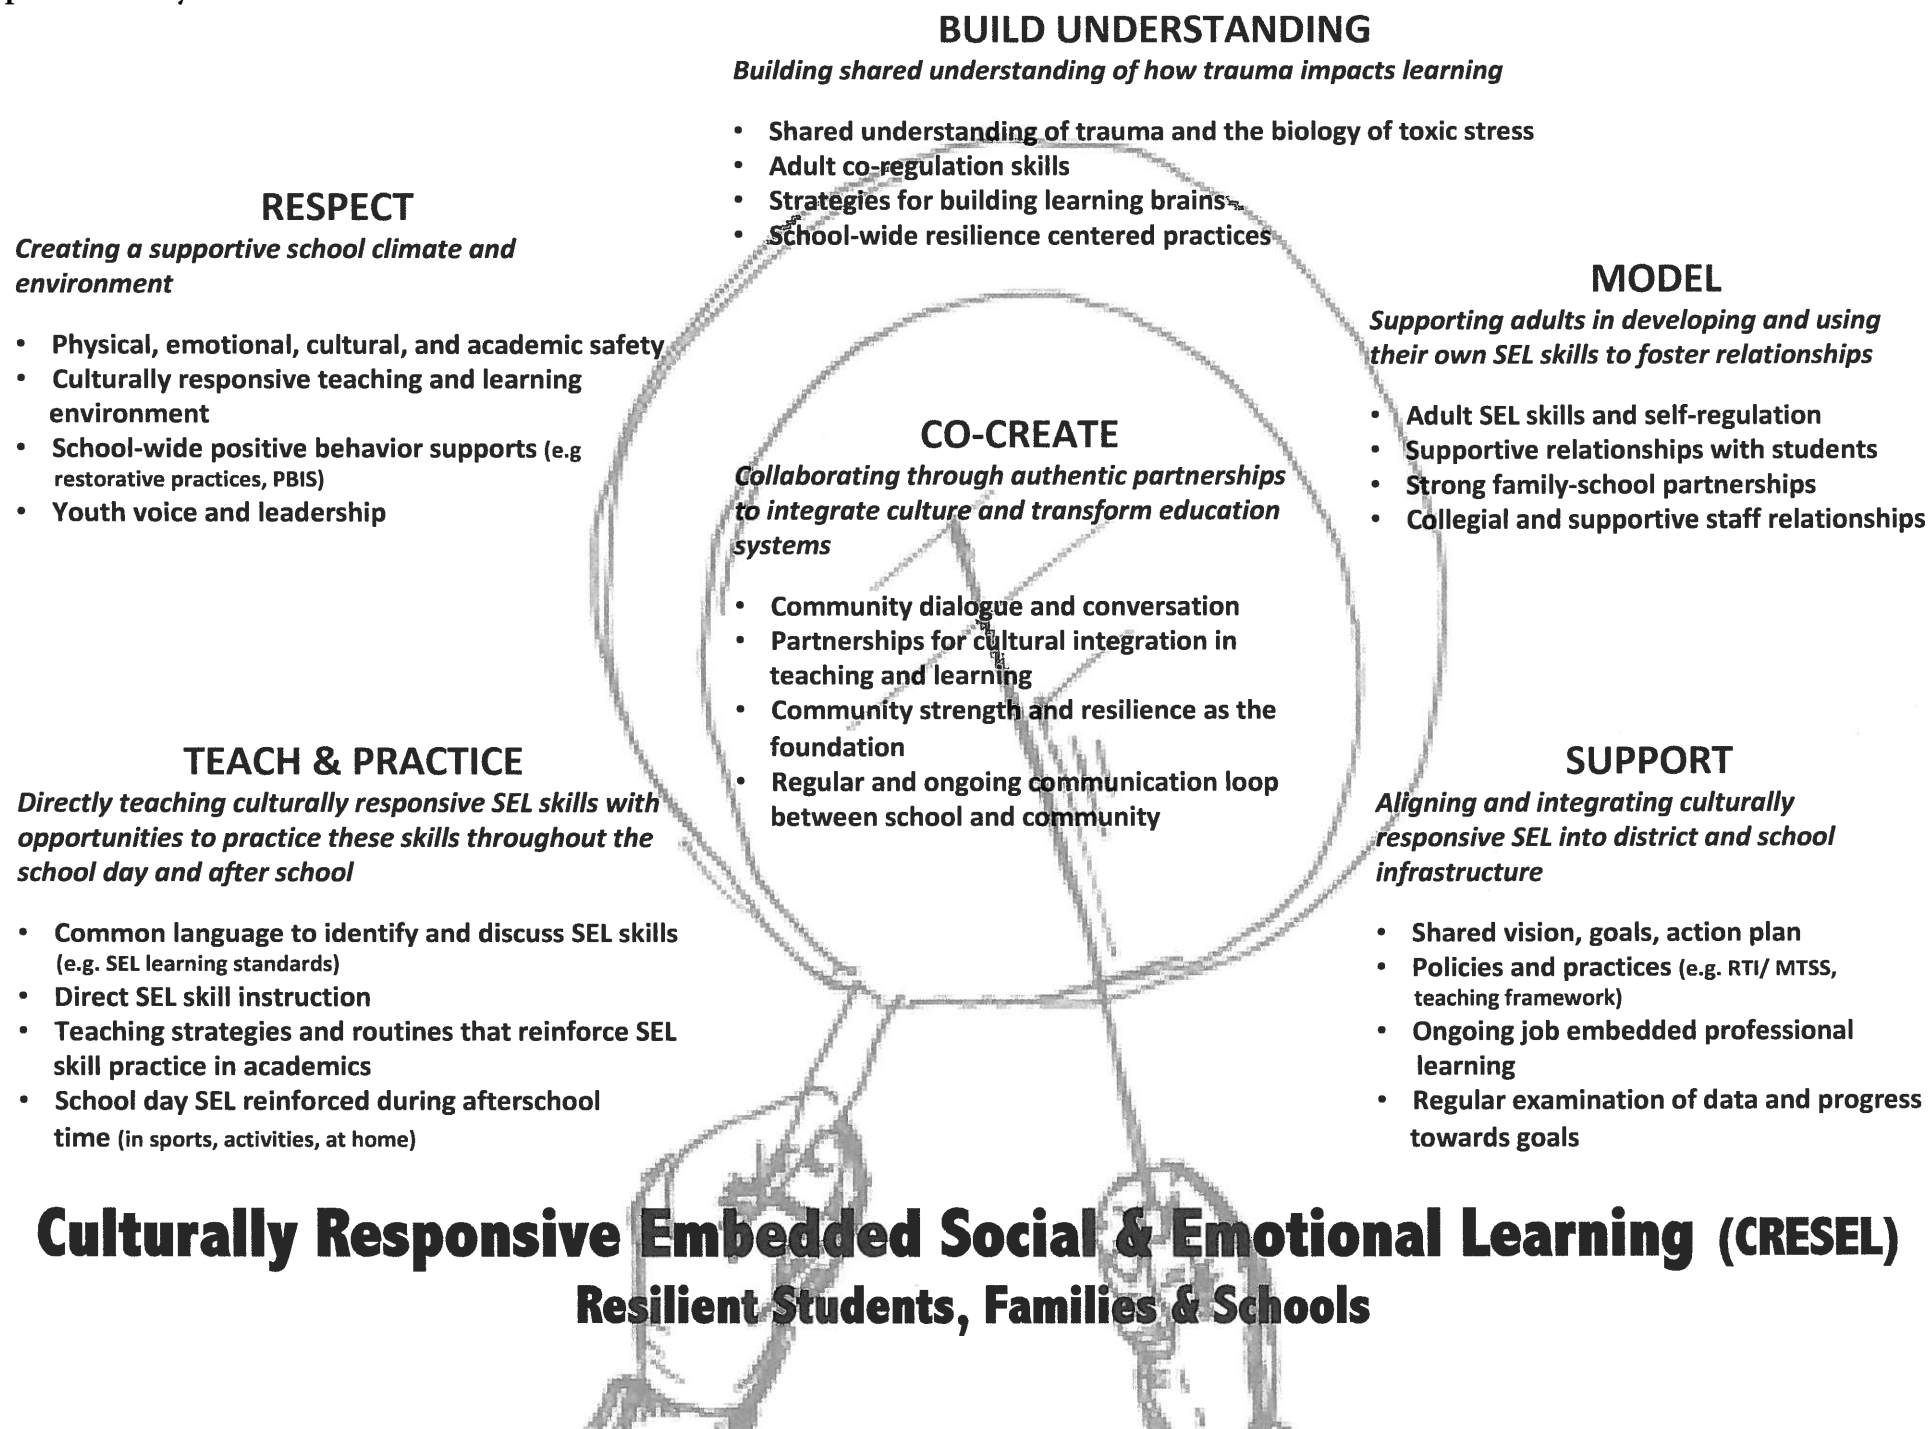 BUILD UNDERSTANDING
Building shared understanding of how trauma impacts learning
• Shared understanding of trauma and the biology of toxic stress
• Adult co-regulation skills
• Strategies for building learning brains
• School-wide resilience centered practices
RESPECT
Creating a supportive school climate and
environment
• Physical, emotional, cultural, and academic safety
• Culturally responsive teaching and learning
environment
• School-wide positive behavior supports (e.g
restorative practices, PBIS)
• Youth voice and leadership
MODEL
Supporting adults in developing and using
their own SEL skills to foster relationships
• Adult SEL skills and self-regulation
• Supportive relationships with students
• Strong family-school partnerships
• Collegial and supportive staff relationships
CO-CREATE
Collaborating through authentic partnerships
to integrate culture and transform education
systems
• Community dialogue and conversation
• Partnerships for cultural integration in
teaching and learning
• Community strength and resilience as the
foundation
• Regular and ongoing communication loop
between school and community
TEACH & PRACTICE
Directly teaching culturally responsive SEL skills with
opportunities to practice these skills throughout the
school day and after school
• Common language to identify and discuss SEL skills
(e.g. SEL learning standards)
• Direct SEL skill instruction
• Teaching strategies and routines that reinforce SEL
skill practice in academics
• School day SEL reinforced during afterschool
time (in sports, activities, at home)
SUPPORT
Aligning and integrating culturally
responsive SEL into district and school
infrastructure
• Shared vision, goals, action plan
• Policies and practices (e.g. RTI/ MTSS,
teaching framework)
• Ongoing job embedded professional
learning
• Regular examination of data and progress
towards goals
Culturally Responsive Embedded Social & Emotional Learning (CRESEL)
Resilient Students, Families & Schools